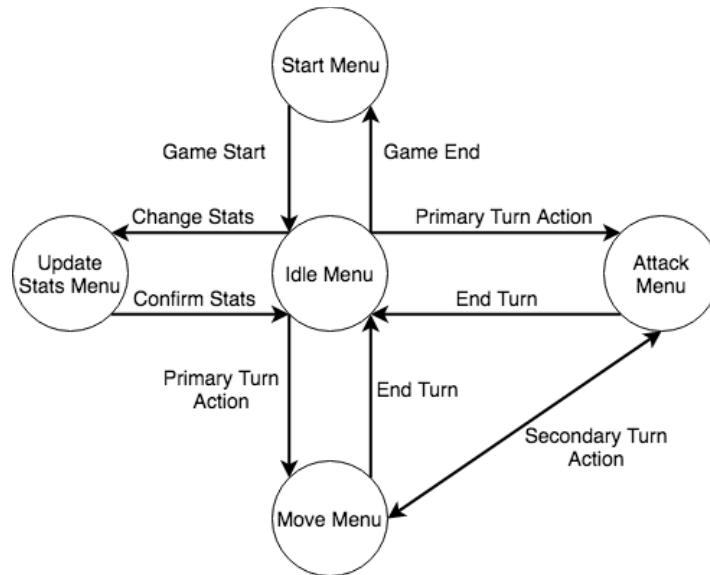 Start Menu
Game Start
Game End
Change Stats
Primary Turn Action
Update
Stats Menu
Idle Menu
Attack
Menu
Confirm Stats
End Turn
Primary Turn
Action
End Turn
Secondary Turn
Action
Move Menu